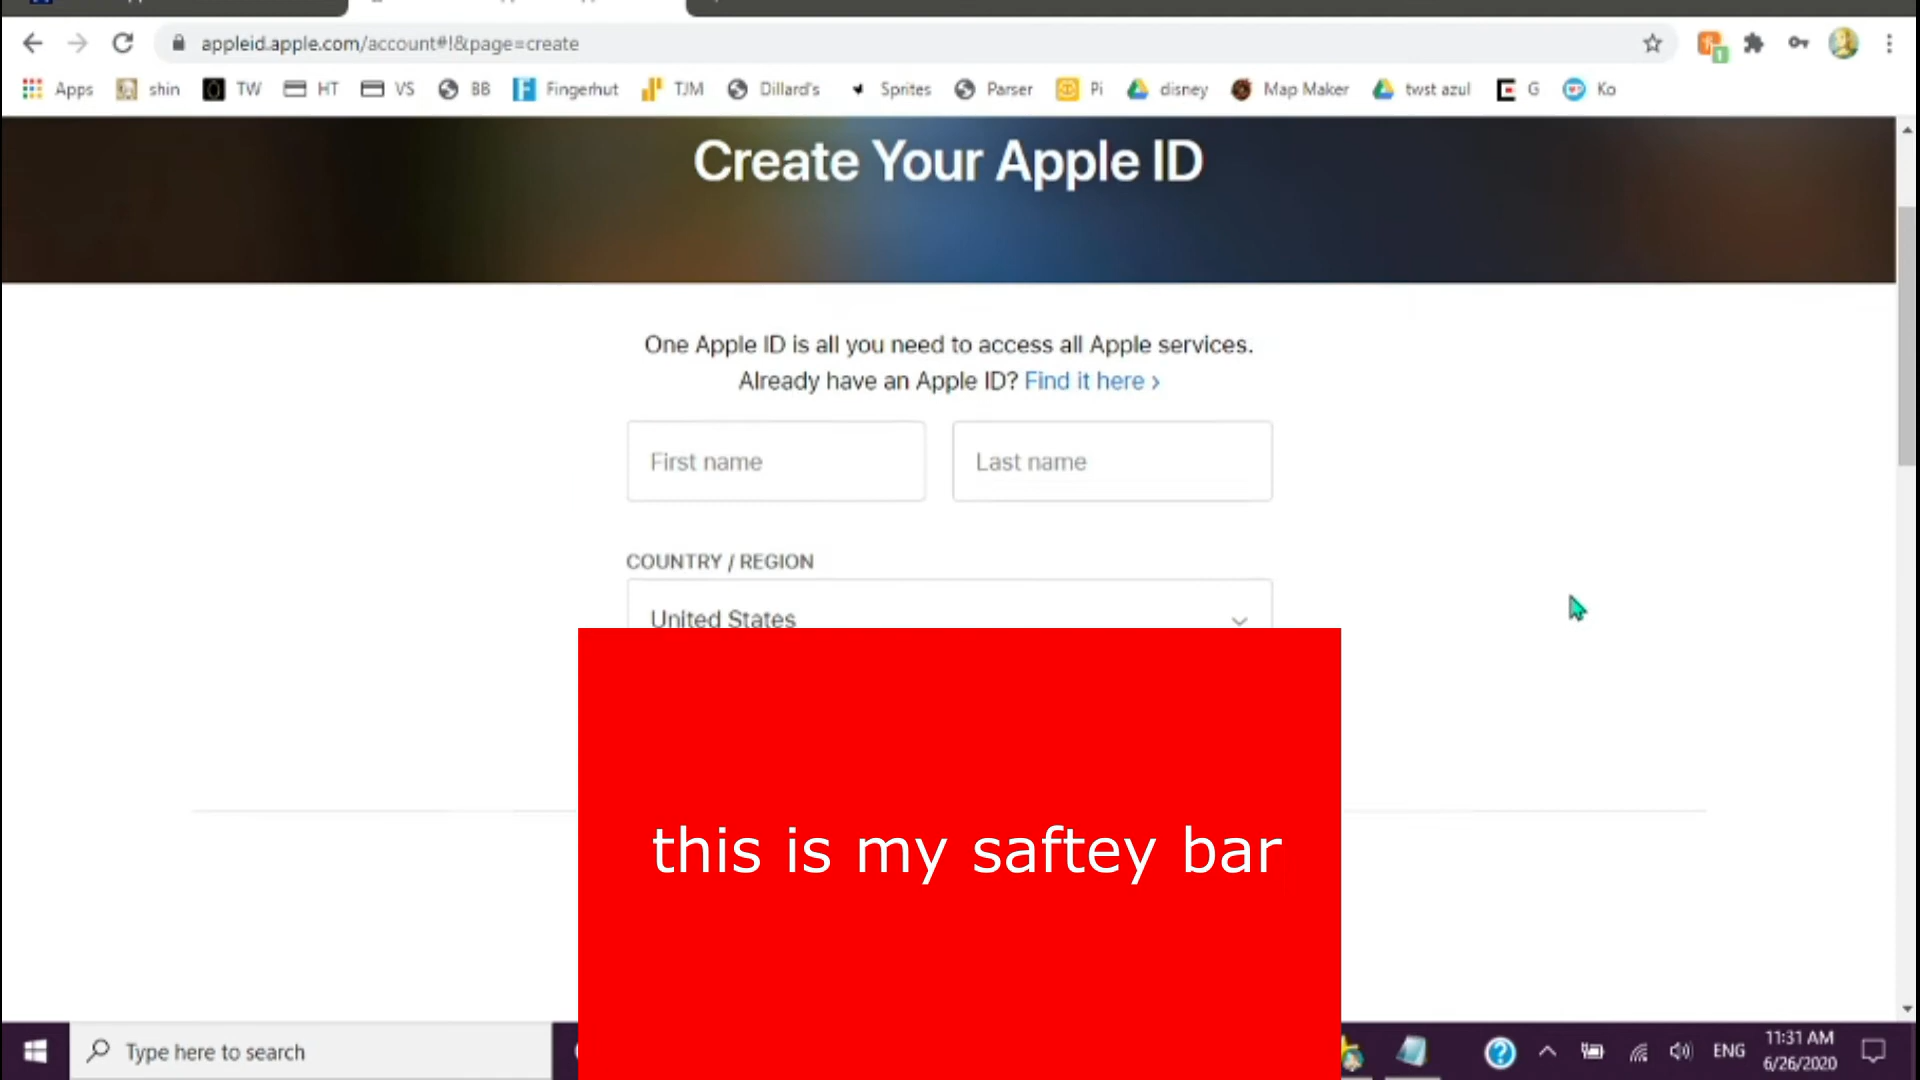 appleid.apple.com/account#!&page=create
Apps shin TW HT VS BB Fingerhut TJM Dillard's Sprites Parser Pi disney Map Maker twst azul G Ko
Create Your Apple ID
One Apple ID is all you need to access all Apple services.
Already have an Apple ID? Find it here ›
First name Last name
COUNTRY / REGION
United States
this is my saftey bar
Type here to search
ENG
11:31 AM
6/26/2020